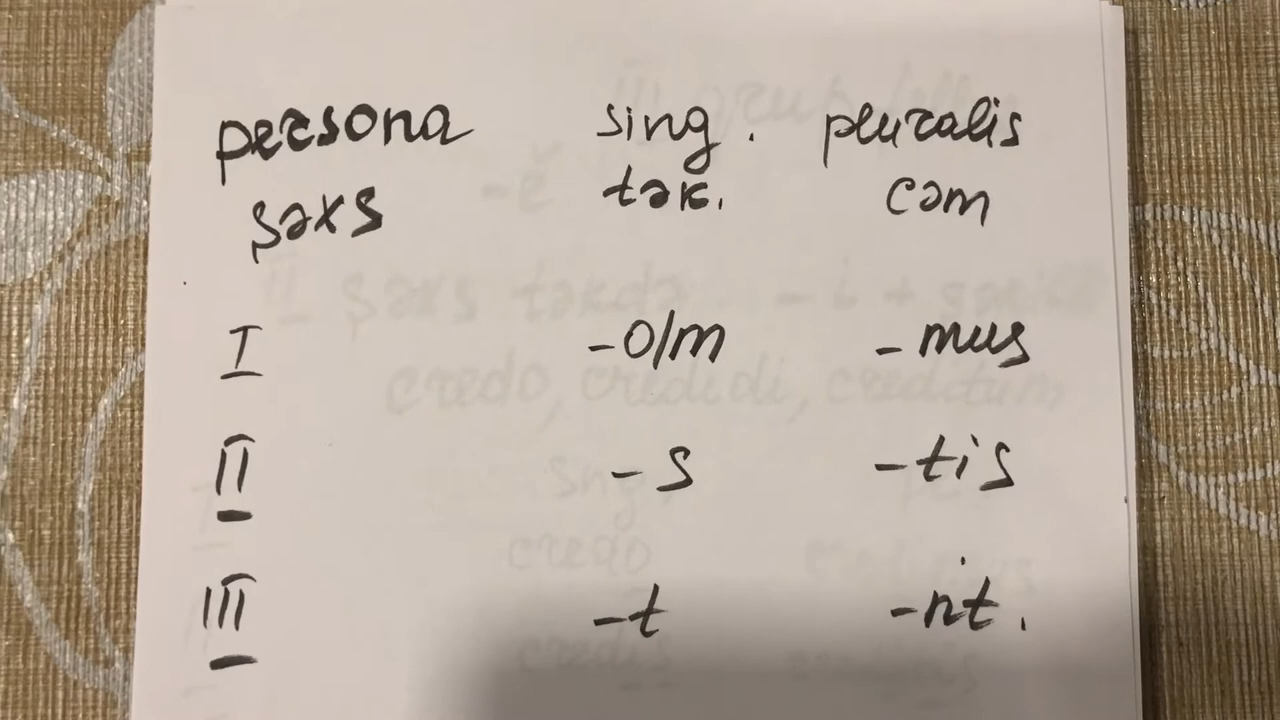 persona sing. pluralis
şəxs tək. cəm
I -o/m -mus
II -s -tis
III -t -nt.